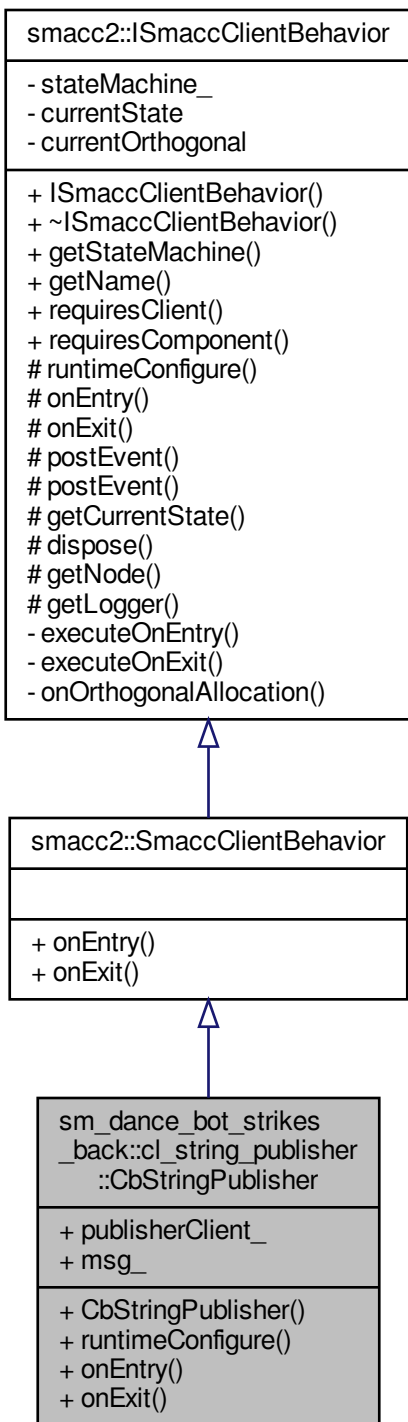 smacc2::ISmaccClientBehavior
- stateMachine_
- currentState
- currentOrthogonal
+ ISmaccClientBehavior()
+ ~ISmaccClientBehavior()
+ getStateMachine()
+ getName()
+ requiresClient()
+ requiresComponent()
# runtimeConfigure()
# onEntry()
# onExit()
# postEvent()
# postEvent()
# getCurrentState()
# dispose()
# getNode()
# getLogger()
- executeOnEntry()
- executeOnExit()
- onOrthogonalAllocation()
smacc2::SmaccClientBehavior
+ onEntry()
+ onExit()
sm_dance_bot_strikes
_back::cl_string_publisher
::CbStringPublisher
+ publisherClient_
+ msg_
+ CbStringPublisher()
+ runtimeConfigure()
+ onEntry()
+ onExit()